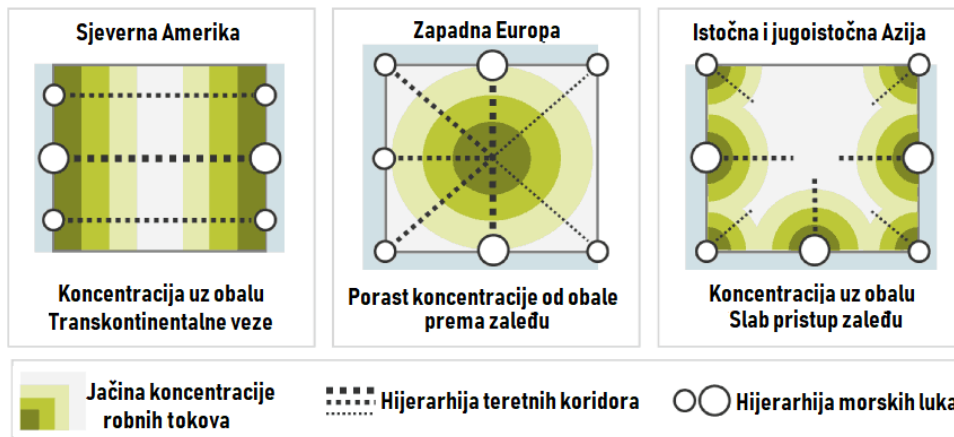 Sjeverna Amerika
Koncentracija uz obalu
Transkontinentalne veze
Zapadna Europa
Porast koncentracije od obale
prema zaleđu
Istočna i jugoistočna Azija
Koncentracija uz obalu
Slab pristup zaleđu
Jačina koncentracije
robnih tokova
Hijerarhija teretnih koridora
Hijerarhija morskih luka